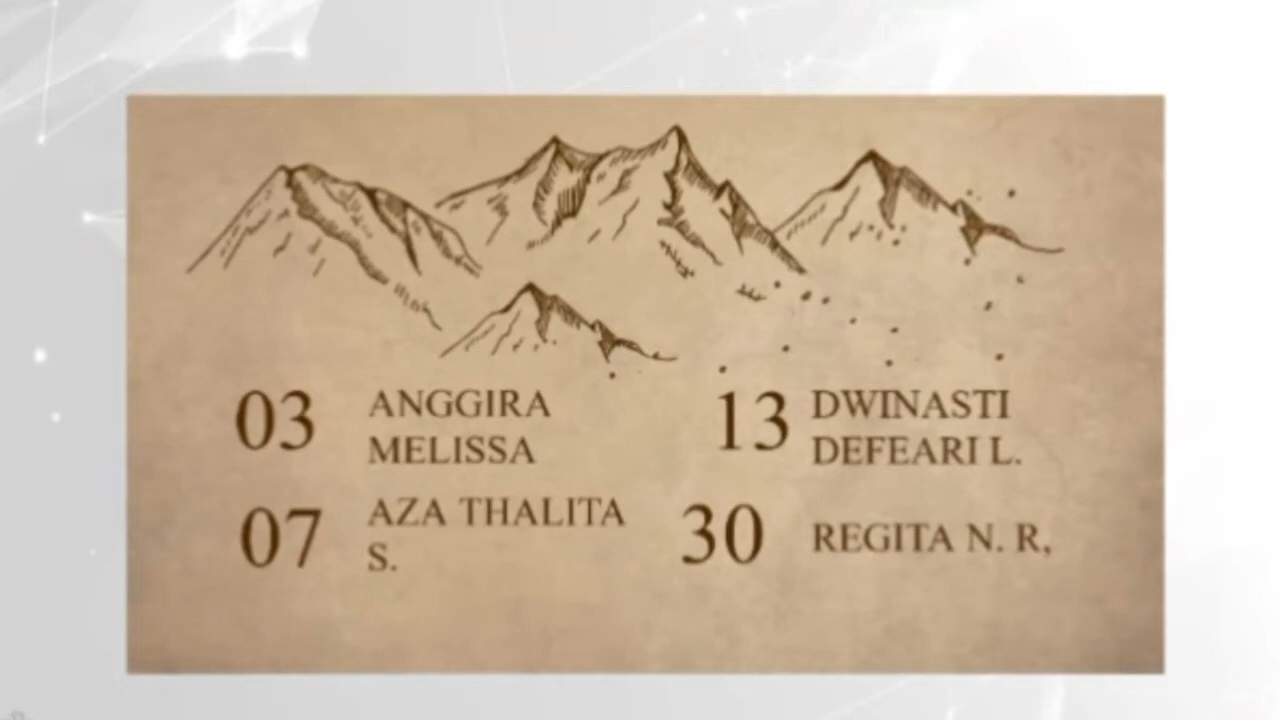 03 ANGGIRA
MELISSA
13 DWINASTI
DEFEARI L.
07 AZA THALITA
S.
30 REGITA N. R,